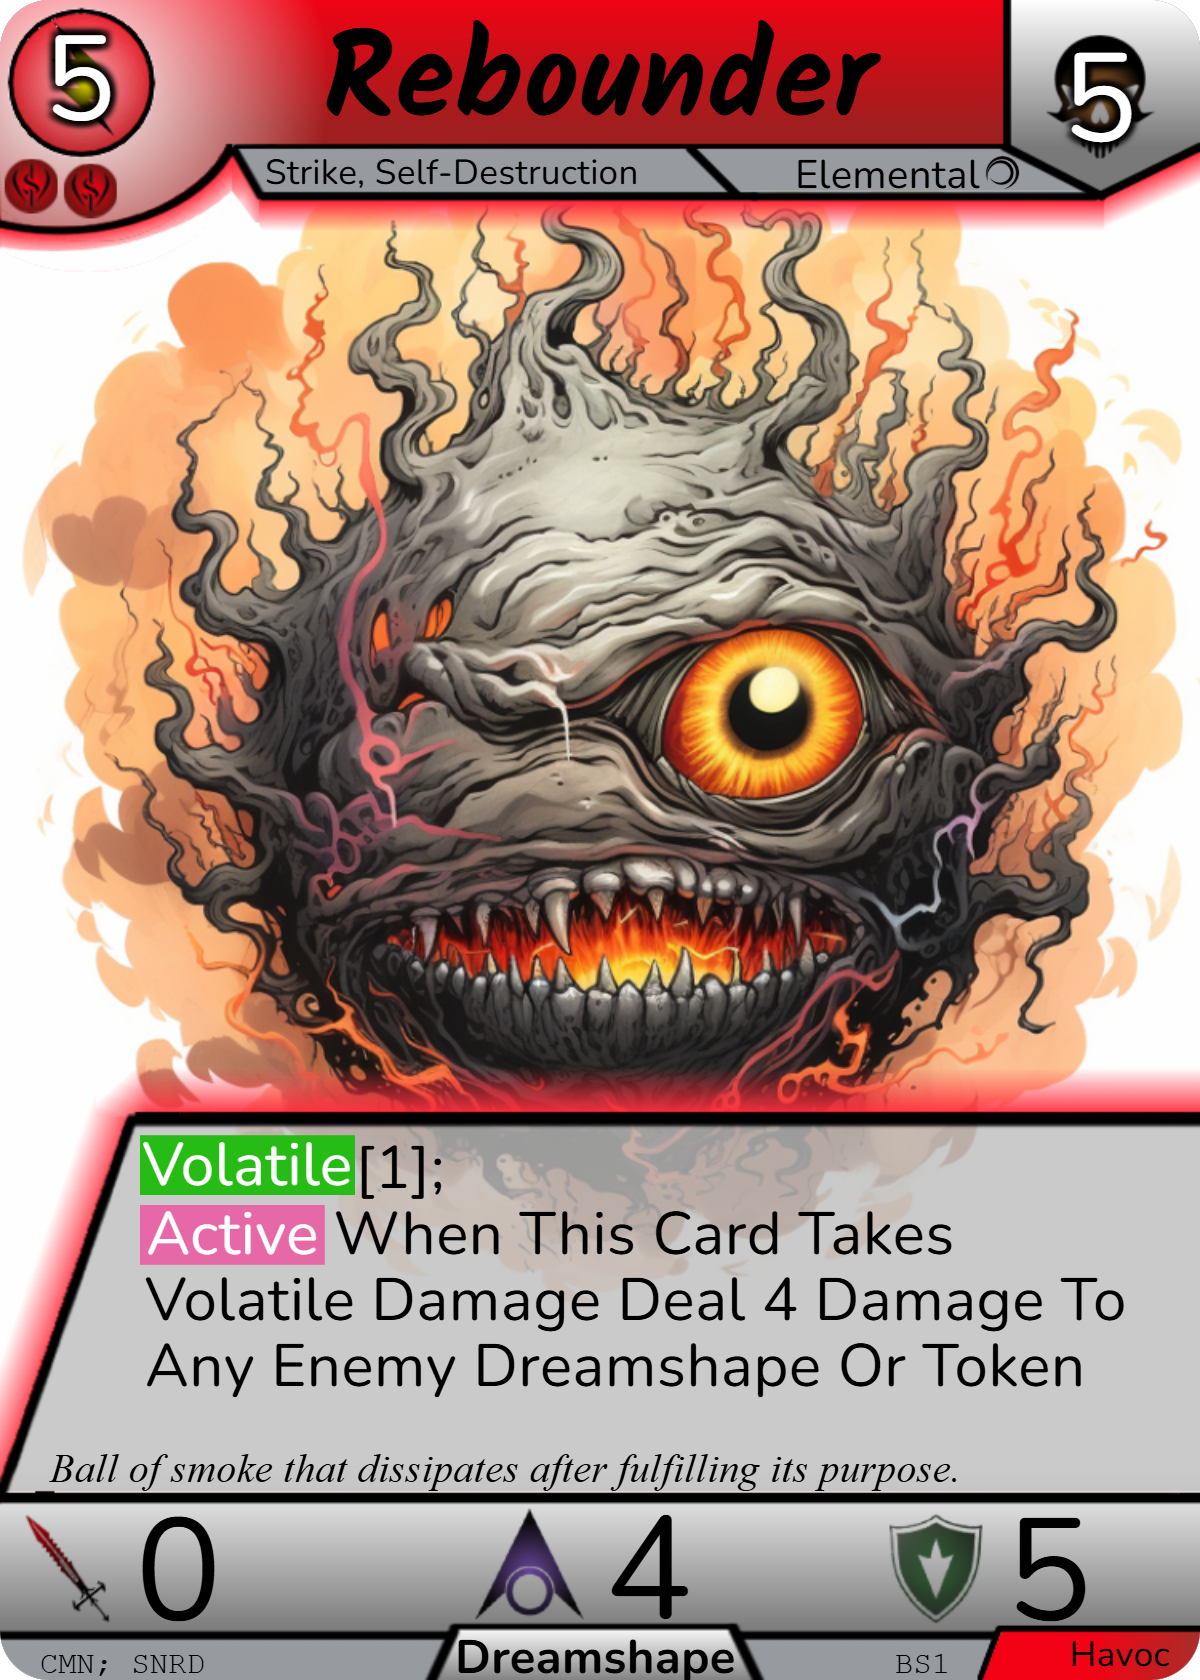 5
Rebounder
5
Strike, Self-Destruction
Elemental
Volatile[1];
Active When This Card Takes
Volatile Damage Deal 4 Damage To
Any Enemy Dreamshape Or Token
Ball of smoke that dissipates after fulfilling its purpose.
0
4
5
CMN; SNRD
Dreamshape
BS1
Havoc